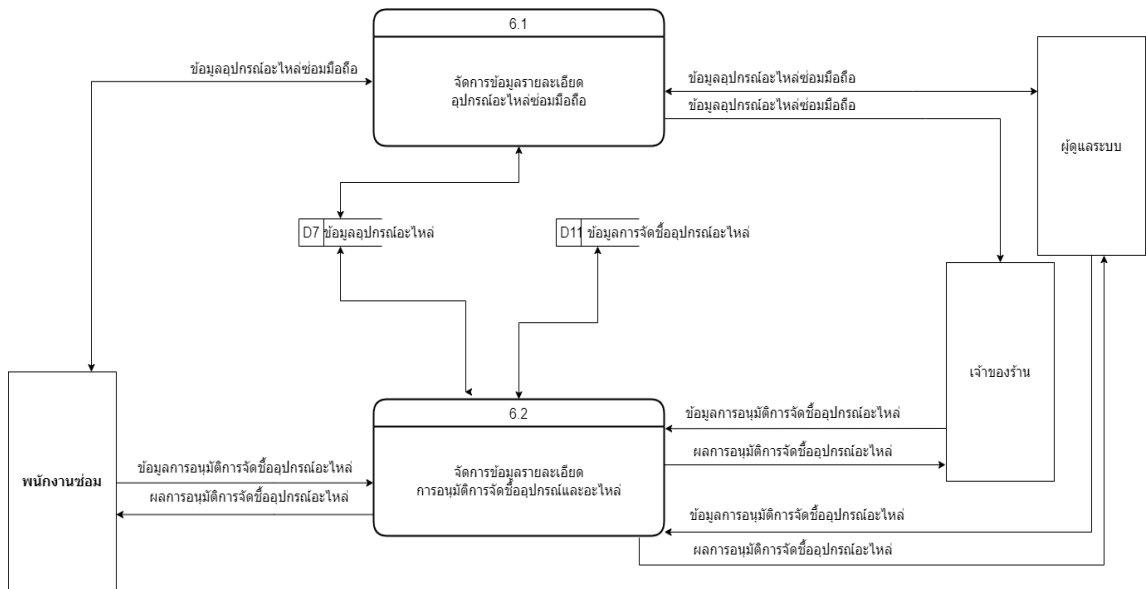 6.1
ข้อมูลอุปกรณ์อะไหล่ซ่อมมือถือ
จัดการข้อมูลรายละเอียด
อุปกรณ์อะไหล่ซ่อมมือถือ
ข้อมูลอุปกรณ์อะไหล่ซ่อมมือถือ
ข้อมูลอุปกรณ์อะไหล่ซ่อมมือถือ
ผู้ดูแลระบบ
D7 ข้อมูลอุปกรณ์อะไหล่
D11 ข้อมูลการจัดซื้ออุปกรณ์อะไหล่
เจ้าของร้าน
6.2
ข้อมูลการอนุมัติการจัดซื้ออุปกรณ์อะไหล่
ผลการอนุมัติการจัดซื้ออุปกรณ์อะไหล่
จัดการข้อมูลรายละเอียด
การอนุมัติการจัดซื้ออุปกรณ์และอะไหล่
พนักงานซ่อม
ข้อมูลการอนุมัติการจัดซื้ออุปกรณ์อะไหล่
ผลการอนุมัติการจัดซื้ออุปกรณ์อะไหล่
ข้อมูลการอนุมัติการจัดซื้ออุปกรณ์อะไหล่
ผลการอนุมัติการจัดซื้ออุปกรณ์อะไหล่